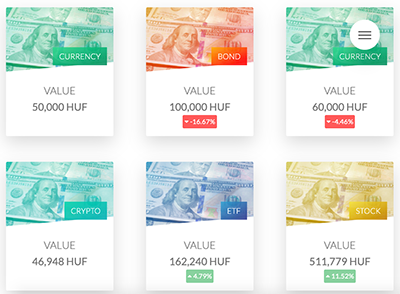 CURRENCY
VALUE
50,000 HUF
BOND
VALUE
100,000 HUF
-16.67%
CURRENCY
VALUE
60,000 HUF
-4.46%
CRYPTO
VALUE
46,948 HUF
ETF
VALUE
162,240 HUF
4.79%
STOCK
VALUE
511,779 HUF
11.52%